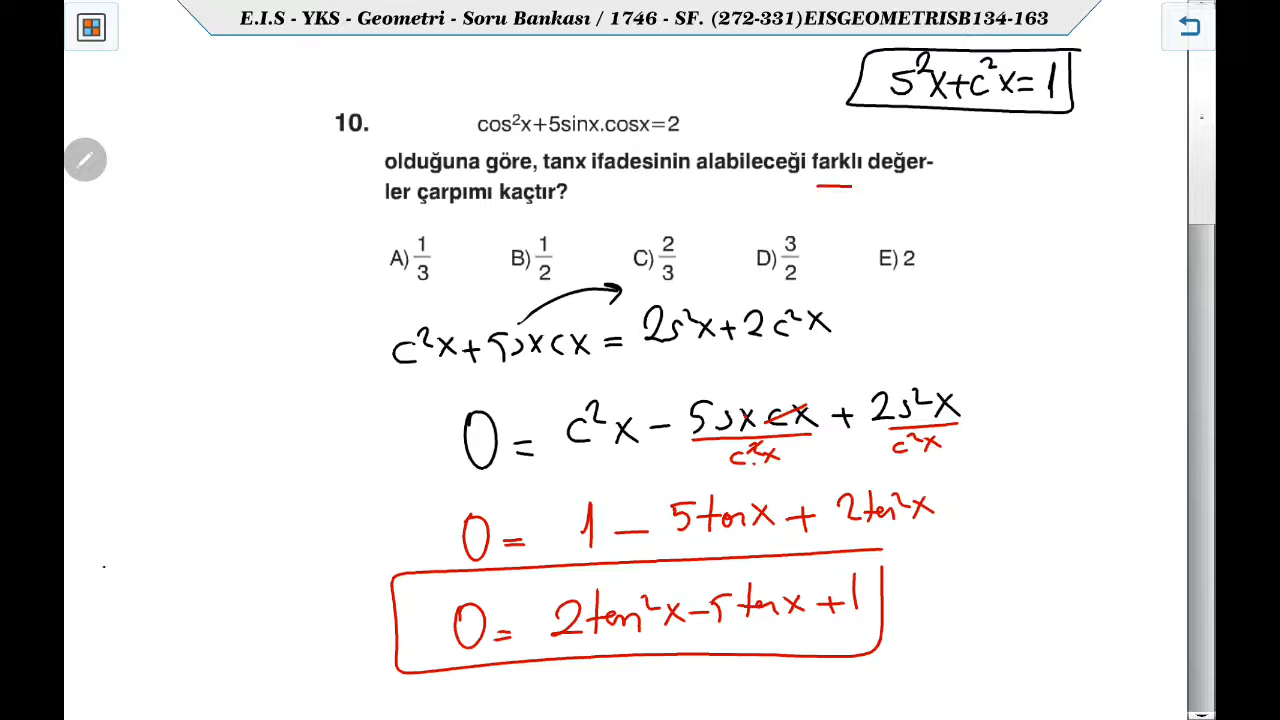 E.I.S - YKS - Geometri - Soru Bankası / 1746 - SF. (272-331)EISGEOMETRISB134-163
s²x+c²x=1
10. cos²x+5sinx.cosx=2
olduğuna göre, tanx ifadesinin alabileceği farklı değer-
ler çarpımı kaçtır?
A) 1/3 B) 1/2 C) 2/3 D) 3/2 E) 2
c²x+5sxcx = 2s²x+2c²x
0 = c²x - 5sxcx/c²x + 2s²x/c²x
0 = 1 - 5tanx + 2tan²x
0 = 2tan²x-5tanx+1